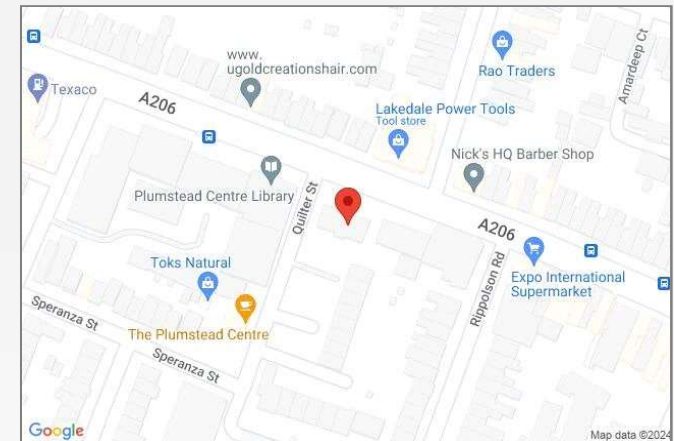 www.
ugoldcreationshair.com
Texaco
A206
Rao Traders
Amardeep Ct
Lakedale Power Tools
Tool store
Nick's HQ Barber Shop
Plumstead Centre Library
Quilter St
A206
Toks Natural
Expo International
Supermarket
Rippolson Rd
Speranza St
The Plumstead Centre
Speranza St
Google
Map data ©2024